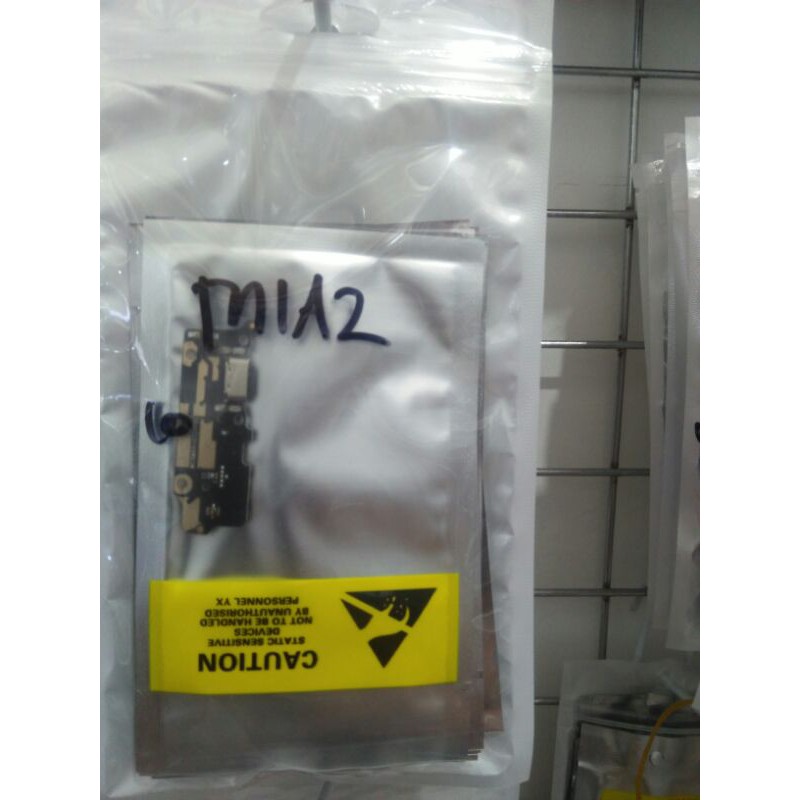 MIA2
CAUTION
STATIC SENSITIVE
DEVICES
NOT TO BE HANDLED
BY UNAUTHORISED
PERSONNEL YX